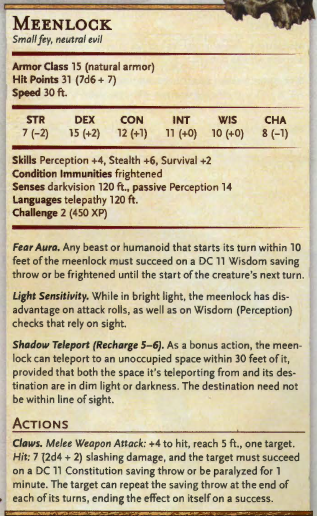 MEENLOCK
Small fey, neutral evil
Armor Class 15 (natural armor)
Hit Points 31 (7d6 + 7)
Speed 30 ft.
STR DEX CON INT WIS CHA
7 (−2) 15 (+2) 12 (+1) 11 (+0) 10 (+0) 8 (−1)
Skills Perception +4, Stealth +6, Survival +2
Condition Immunities frightened
Senses darkvision 120 ft., passive Perception 14
Languages telepathy 120 ft.
Challenge 2 (450 XP)
Fear Aura. Any beast or humanoid that starts its turn within 10
feet of the meenlock must succeed on a DC 11 Wisdom saving
throw or be frightened until the start of the creature's next turn.
Light Sensitivity. While in bright light, the meenlock has dis-
advantage on attack rolls, as well as on Wisdom (Perception)
checks that rely on sight.
Shadow Teleport (Recharge 5–6). As a bonus action, the meen-
lock can teleport to an unoccupied space within 30 feet of it,
provided that both the space it's teleporting from and its des-
tination are in dim light or darkness. The destination need not
be within line of sight.
ACTIONS
Claws. Melee Weapon Attack: +4 to hit, reach 5 ft., one target.
Hit: 7 (2d4 + 2) slashing damage, and the target must succeed
on a DC 11 Constitution saving throw or be paralyzed for 1
minute. The target can repeat the saving throw at the end of
each of its turns, ending the effect on itself on a success.